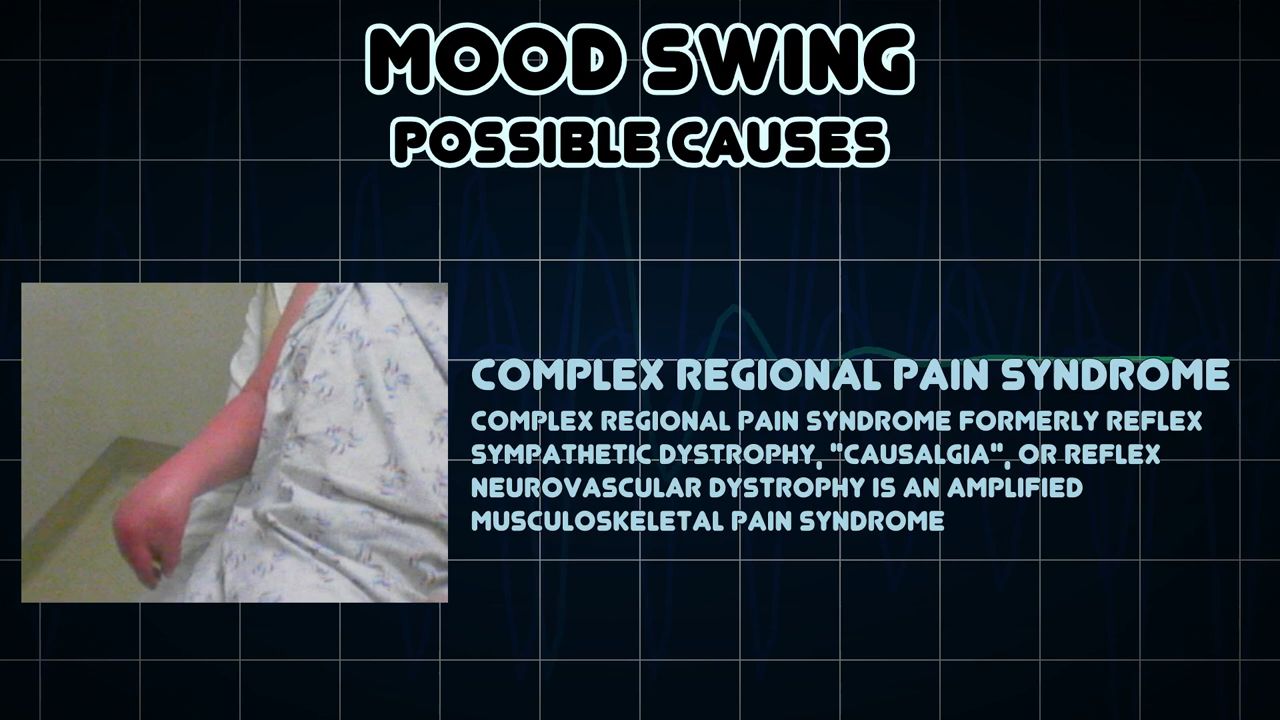 MOOD SWING
POSSIBLE CAUSES
COMPLEX REGIONAL PAIN SYNDROME
COMPLEX REGIONAL PAIN SYNDROME FORMERLY REFLEX
SYMPATHETIC DYSTROPHY, "CAUSALGIA", OR REFLEX
NEUROVASCULAR DYSTROPHY IS AN AMPLIFIED
MUSCULOSKELETAL PAIN SYNDROME